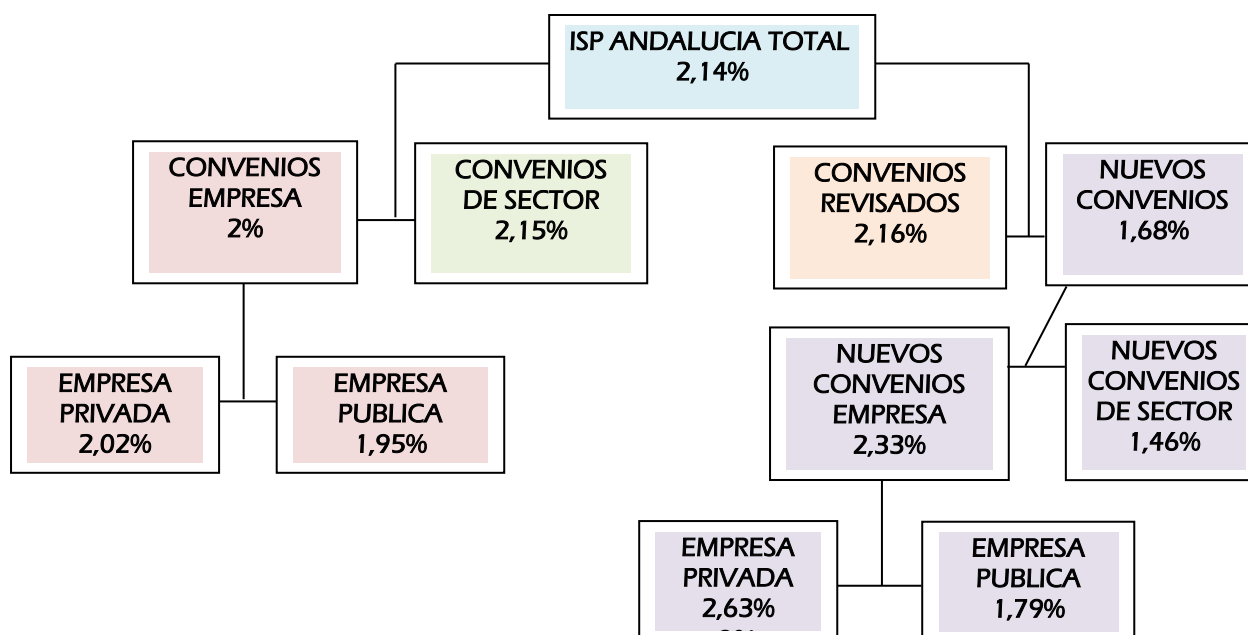 ISP ANDALUCIA TOTAL
2,14%
CONVENIOS
EMPRESA
2%
CONVENIOS
DE SECTOR
2,15%
CONVENIOS
REVISADOS
2,16%
NUEVOS
CONVENIOS
1,68%
EMPRESA
PRIVADA
2,02%
EMPRESA
PUBLICA
1,95%
NUEVOS
CONVENIOS
EMPRESA
2,33%
NUEVOS
CONVENIOS
DE SECTOR
1,46%
EMPRESA
PRIVADA
2,63%
EMPRESA
PUBLICA
1,79%